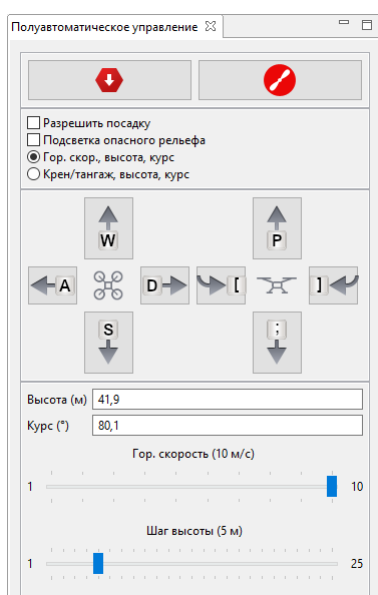 Полуавтоматическое управление
Разрешить посадку
Подсветка опасного рельефа
Гор. скор., высота, курс
Крен/тангаж, высота, курс
W P
A D [ ]
S ;
Высота (м) 41,9
Курс (°) 80,1
Гор. скорость (10 м/с)
1 10
Шаг высоты (5 м)
1 25